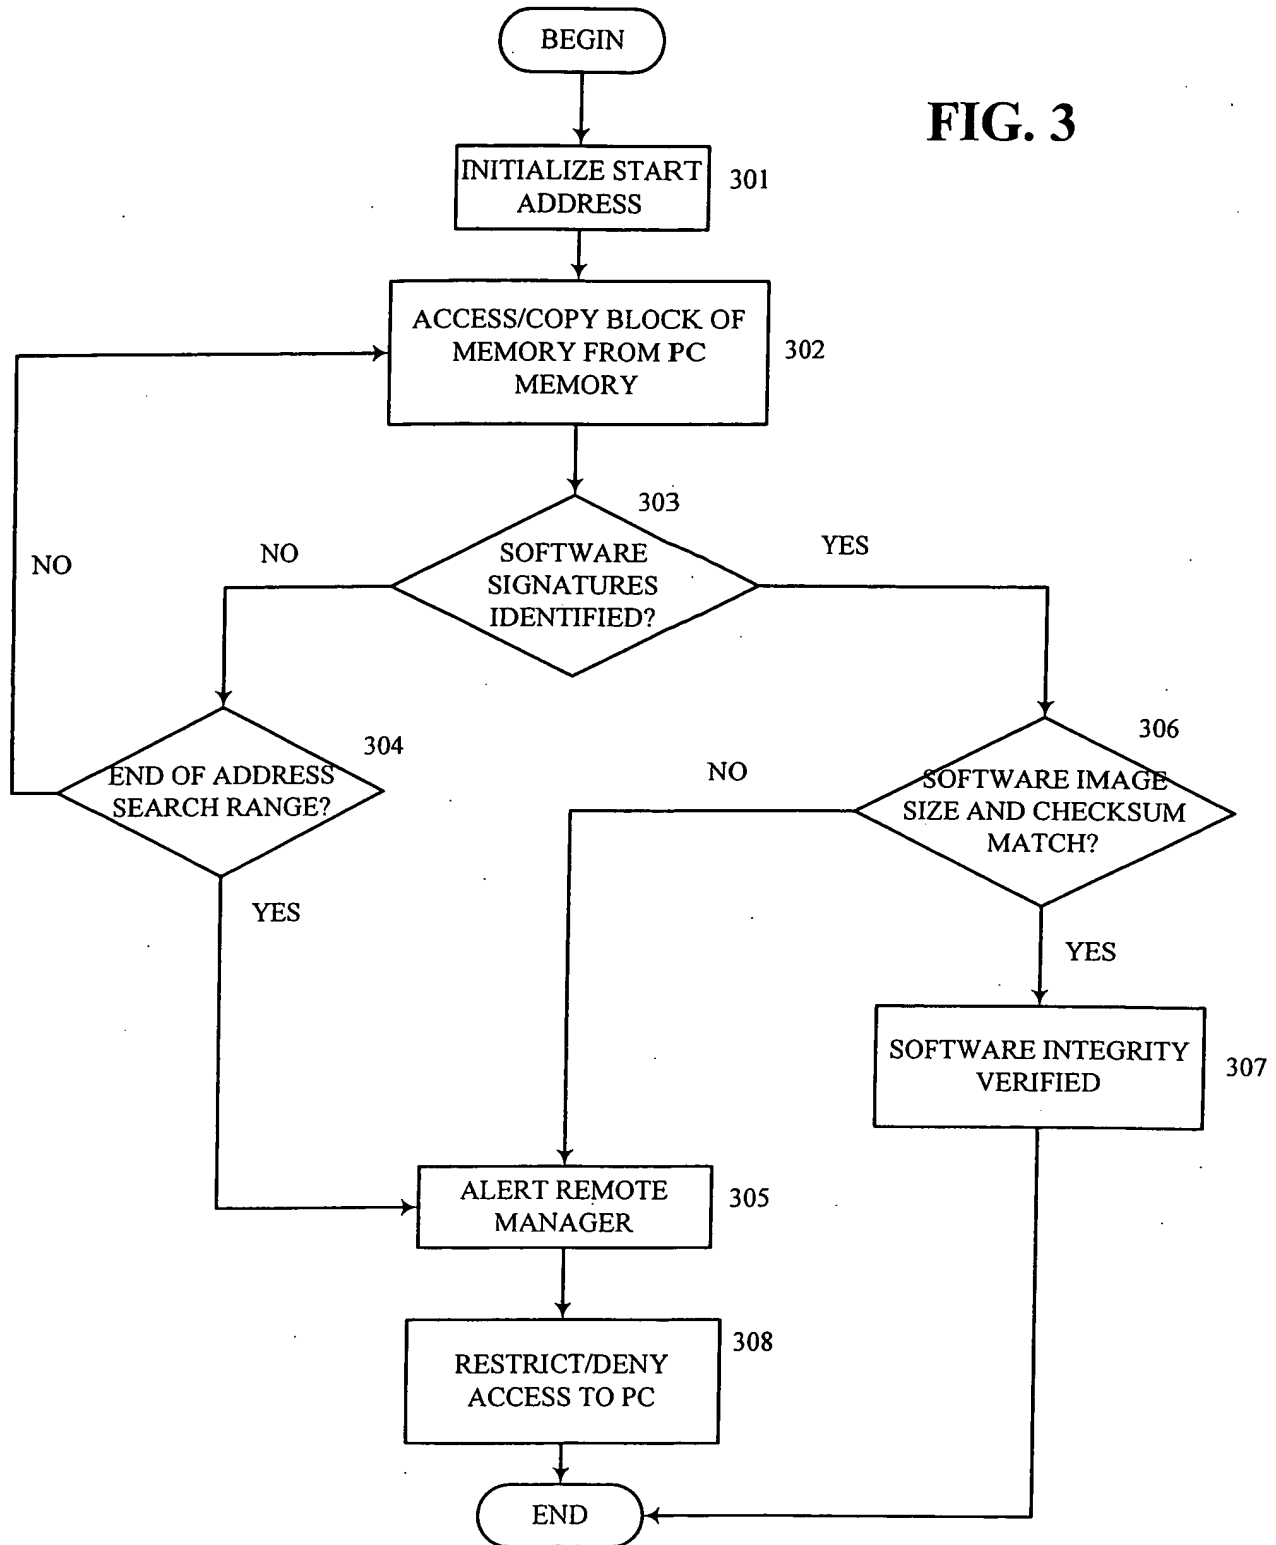 BEGIN
FIG. 3
INITIALIZE START
ADDRESS
301
ACCESS/COPY BLOCK OF
MEMORY FROM PC
MEMORY
302
303
SOFTWARE
SIGNATURES
IDENTIFIED?
NO
NO
YES
304
END OF ADDRESS
SEARCH RANGE?
306
SOFTWARE IMAGE
SIZE AND CHECKSUM
MATCH?
NO
YES
YES
SOFTWARE INTEGRITY
VERIFIED
307
ALERT REMOTE
MANAGER
305
RESTRICT/DENY
ACCESS TO PC
308
END